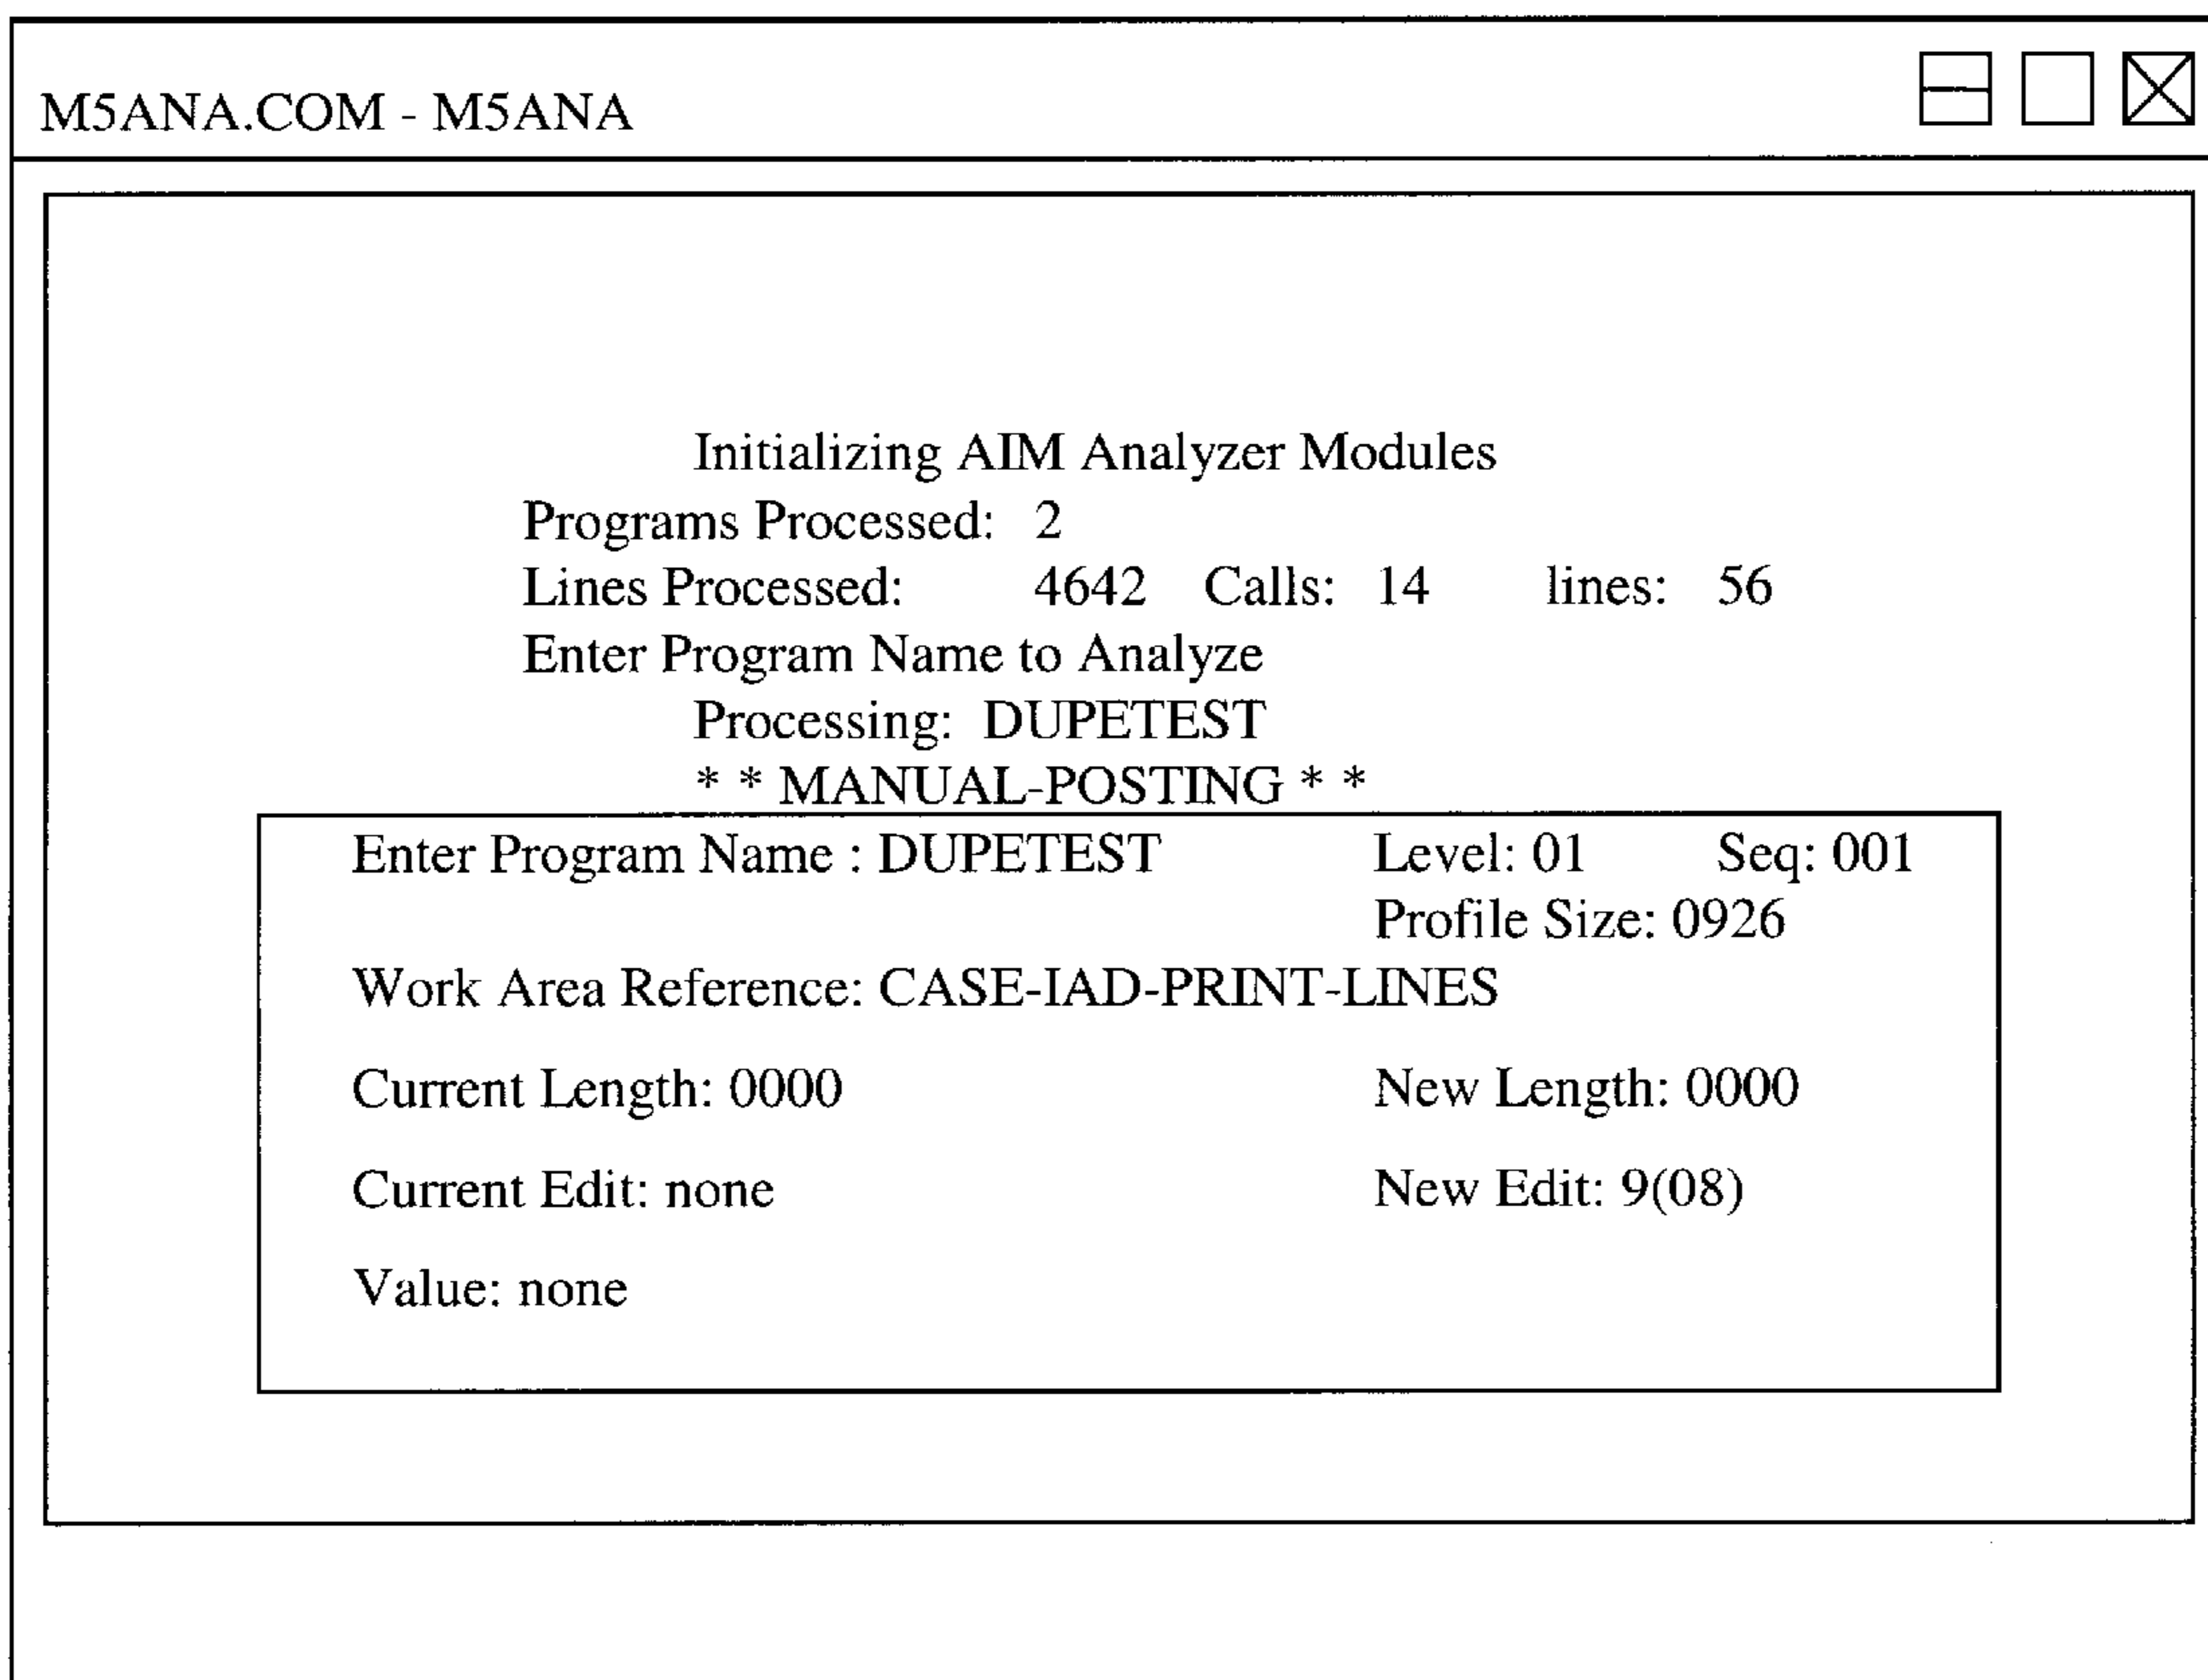 M5ANA.COM - M5ANA
Initializing AIM Analyzer Modules
Programs Processed: 2
Lines Processed: 4642 Calls: 14 lines: 56
Enter Program Name to Analyze
Processing: DUPETEST
* * MANUAL-POSTING * *
Enter Program Name : DUPETEST Level: 01 Seq: 001
Profile Size: 0926
Work Area Reference: CASE-IAD-PRINT-LINES
Current Length: 0000 New Length: 0000
Current Edit: none New Edit: 9(08)
Value: none